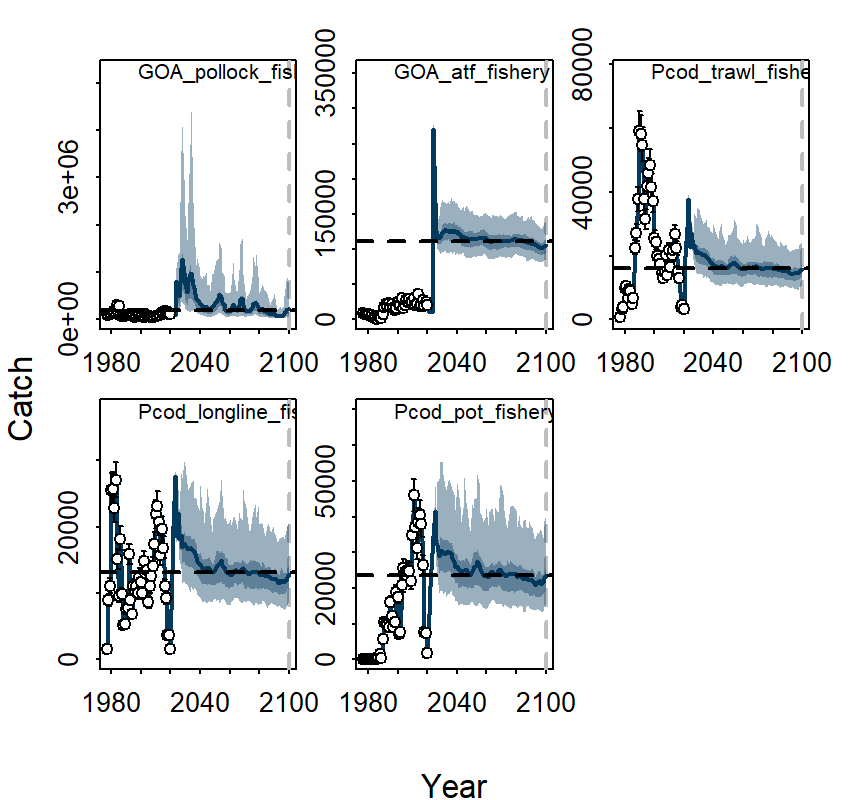 GOA_pollock_fisl
GOA_atf_fishery
Pcod_trawl_fishe
0e+00
3e+06
0
150000
350000
0
40000
80000
1980
2040
2100
1980
2040
2100
1980
2040
2100
Catch
Pcod_longline_fis
Pcod_pot_fishery
0
20000
0
20000
50000
1980
2040
2100
1980
2040
2100
Year